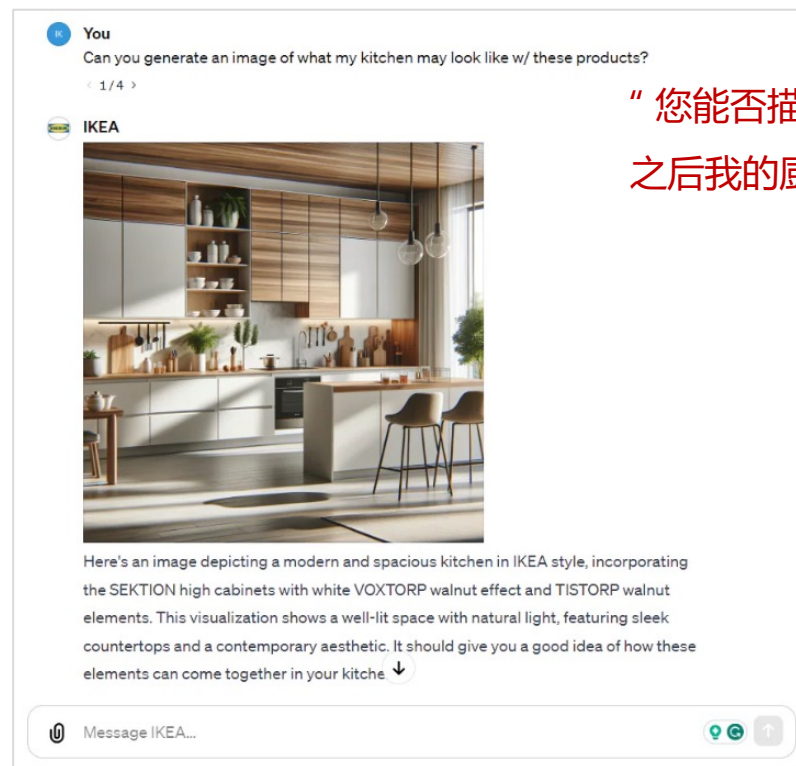 You
Can you generate an image of what my kitchen may look like w/ these products?
< 1/4 >
IKEA
Here's an image depicting a modern and spacious kitchen in IKEA style, incorporating
the SEKTION high cabinets with white VOXTORP walnut effect and TISTORP walnut
elements. This visualization shows a well-lit space with natural light, featuring sleek
countertops and a contemporary aesthetic. It should give you a good idea of how these
elements can come together in your kitche
Message IKEA...
“ 您能否描
之后我的